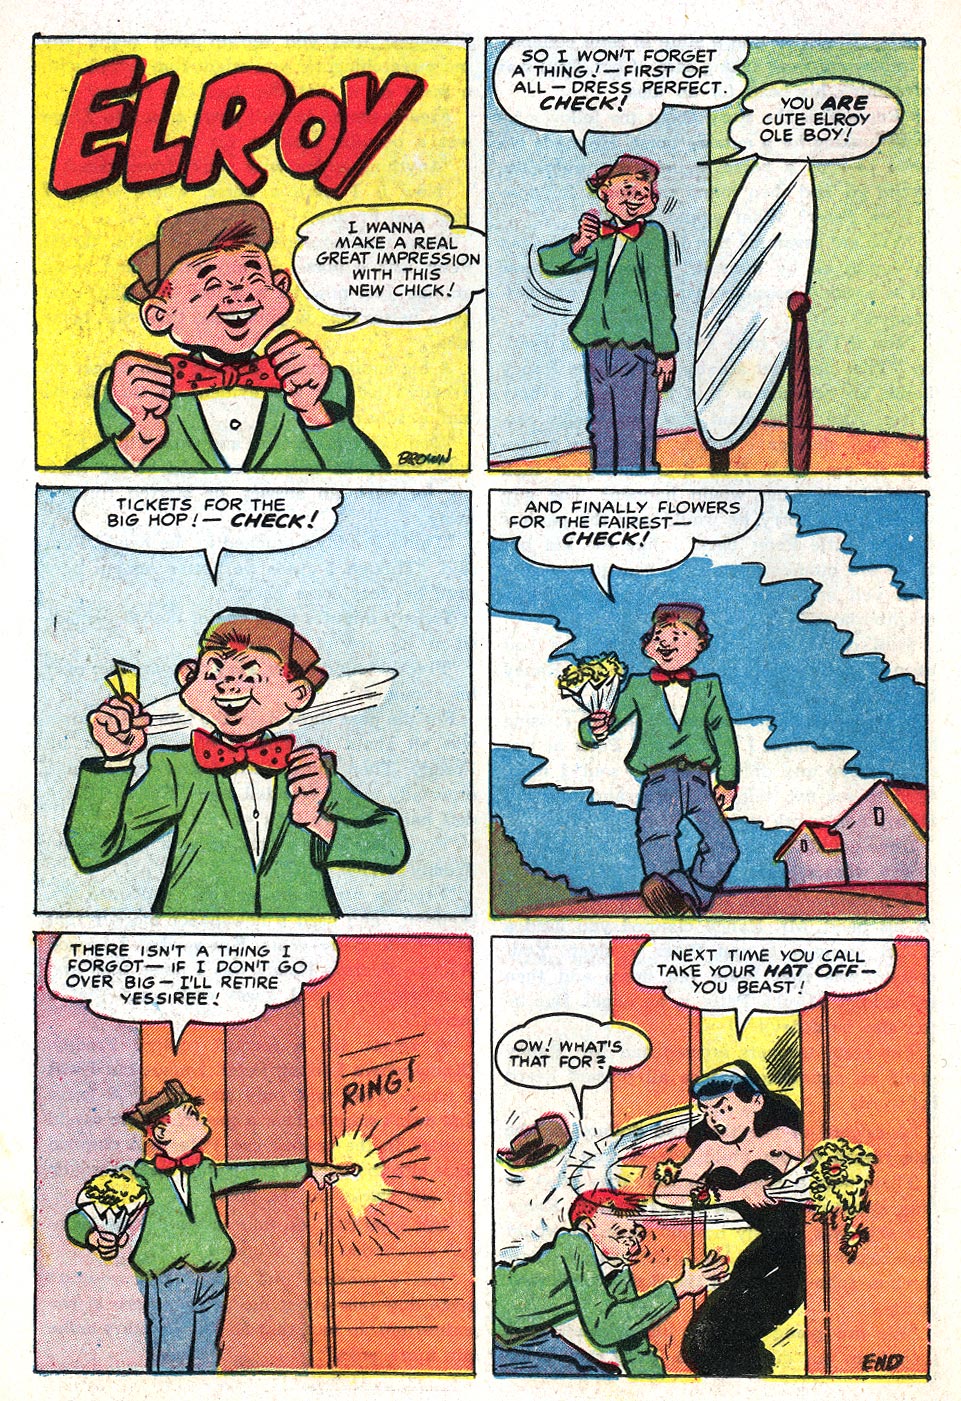 ELROY
I WANNA
MAKE A REAL
GREAT IMPRESSION
WITH THIS
NEW CHICK!
BROWN
SO I WON'T FORGET
A THING!—FIRST OF
ALL—DRESS PERFECT.
CHECK!
YOU ARE
CUTE ELROY
OLE BOY!
TICKETS FOR THE
BIG HOP!—CHECK!
AND FINALLY FLOWERS
FOR THE FAIREST—
CHECK!
THERE ISN'T A THING I
FORGOT—IF I DON'T GO
OVER BIG—I'LL RETIRE
YESSIREE!
RING!
NEXT TIME YOU CALL
TAKE YOUR HAT OFF—
YOU BEAST!
OW! WHAT'S
THAT FOR?
END